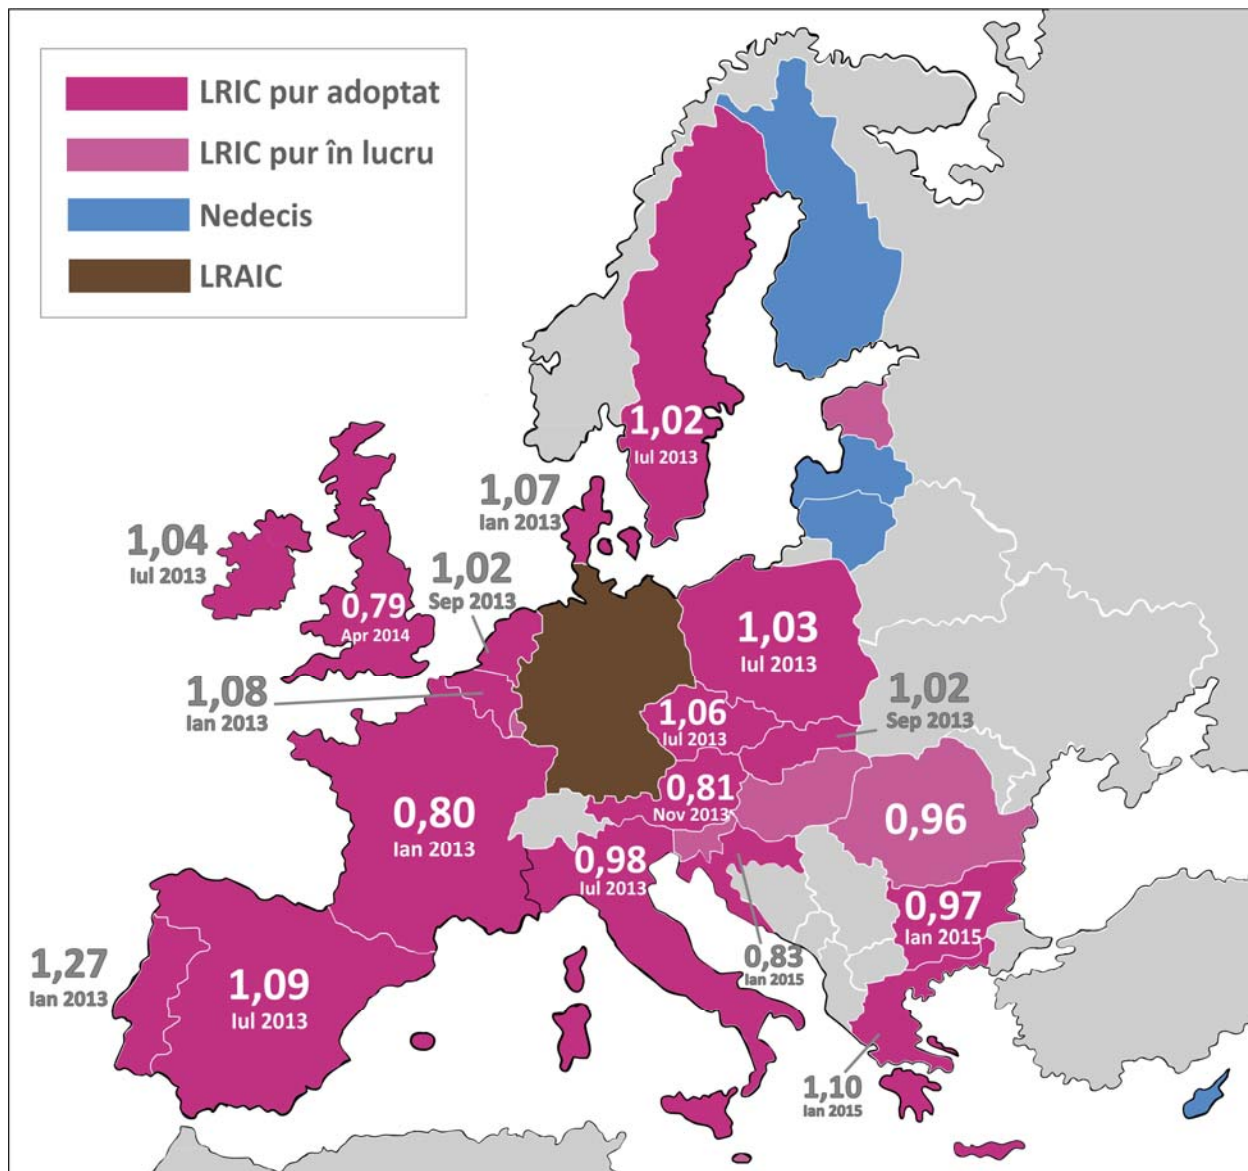 LRIC pur adoptat
LRIC pur în lucru
Nedecis
LRAIC
1,02
Iul 2013
1,07
Ian 2013
1,04
Iul 2013
1,02
Sep 2013
0,79
Apr 2014
1,03
Iul 2013
1,08
Ian 2013
1,02
Sep 2013
1,06
Iul 2013
0,81
Nov 2013
0,80
Ian 2013
0,96
0,98
Iul 2013
0,97
Ian 2015
0,83
Ian 2015
1,27
Ian 2013
1,09
Iul 2013
1,10
Ian 2015